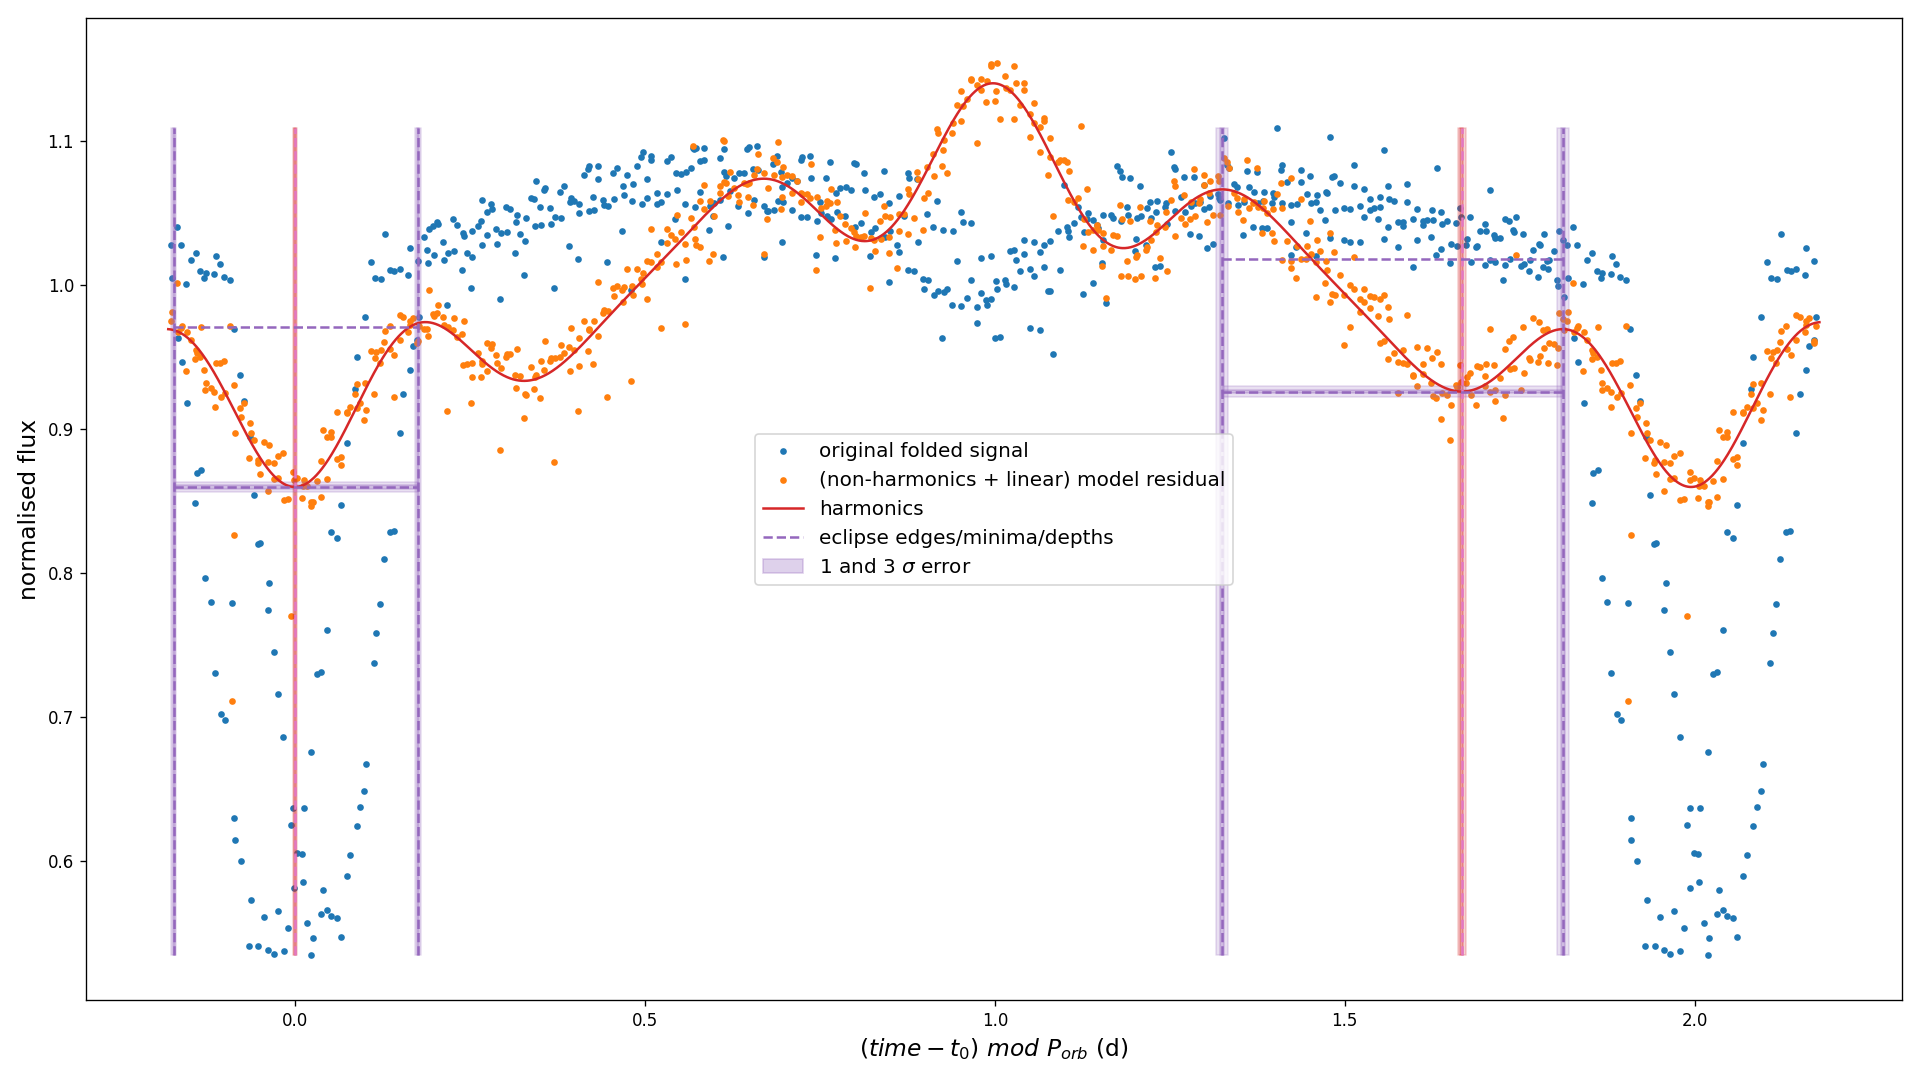 normalised flux
1.1
1.0
0.9
0.8
0.7
0.6
original folded signal
(non-harmonics + linear) model residual
harmonics
eclipse edges/minima/depths
1 and 3 σ error
0.0
0.5
1.0
1.5
2.0
(time − t₀) mod Pₒᵣb (d)